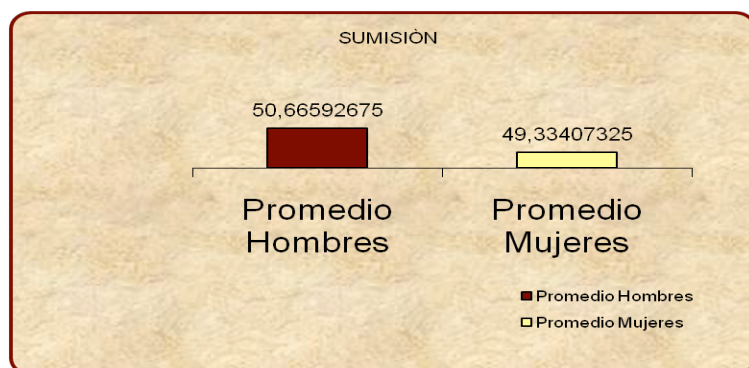 SUMISIÒN
50,66592675
49,33407325
Promedio
Hombres
Promedio
Mujeres
Promedio Hombres
Promedio Mujeres